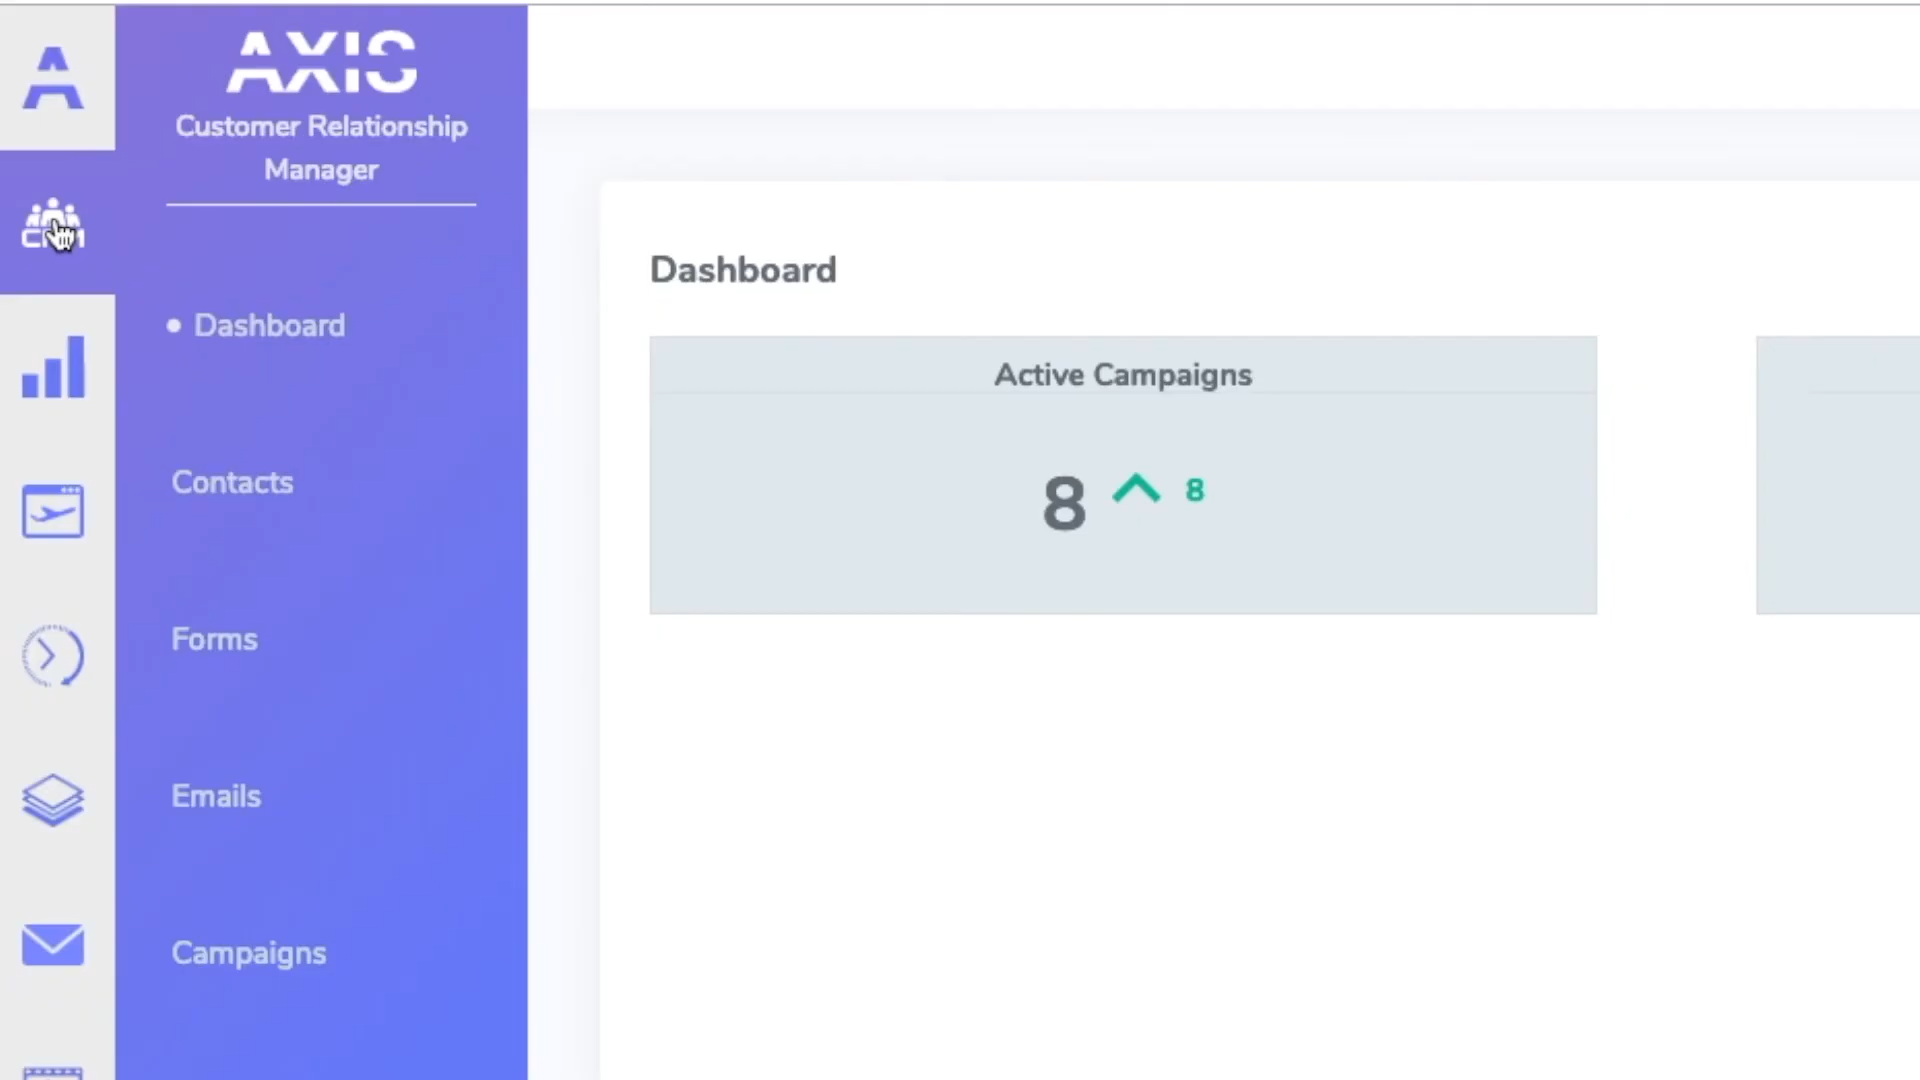 AXIS
Customer Relationship
Manager
Dashboard
Contacts
Forms
Emails
Campaigns
Dashboard
Active Campaigns
8 8